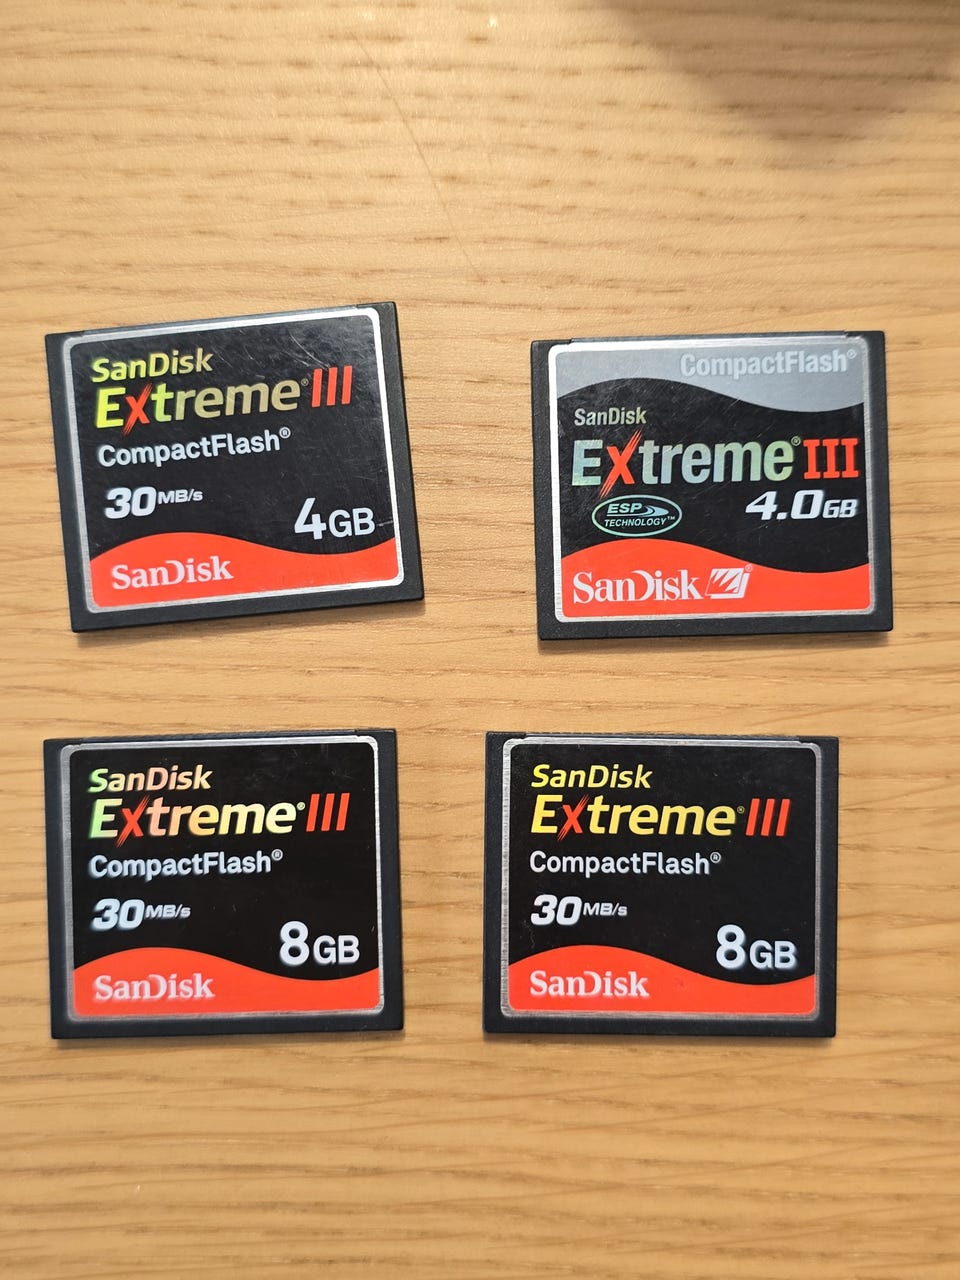 SanDisk
Extreme® III
CompactFlash®
30MB/s
4GB
SanDisk
CompactFlash®
SanDisk
Extreme® III
ESP TECHNOLOGY™
4.0GB
SanDisk®
SanDisk
Extreme® III
CompactFlash®
30MB/s
8GB
SanDisk
SanDisk
Extreme® III
CompactFlash®
30MB/s
8GB
SanDisk